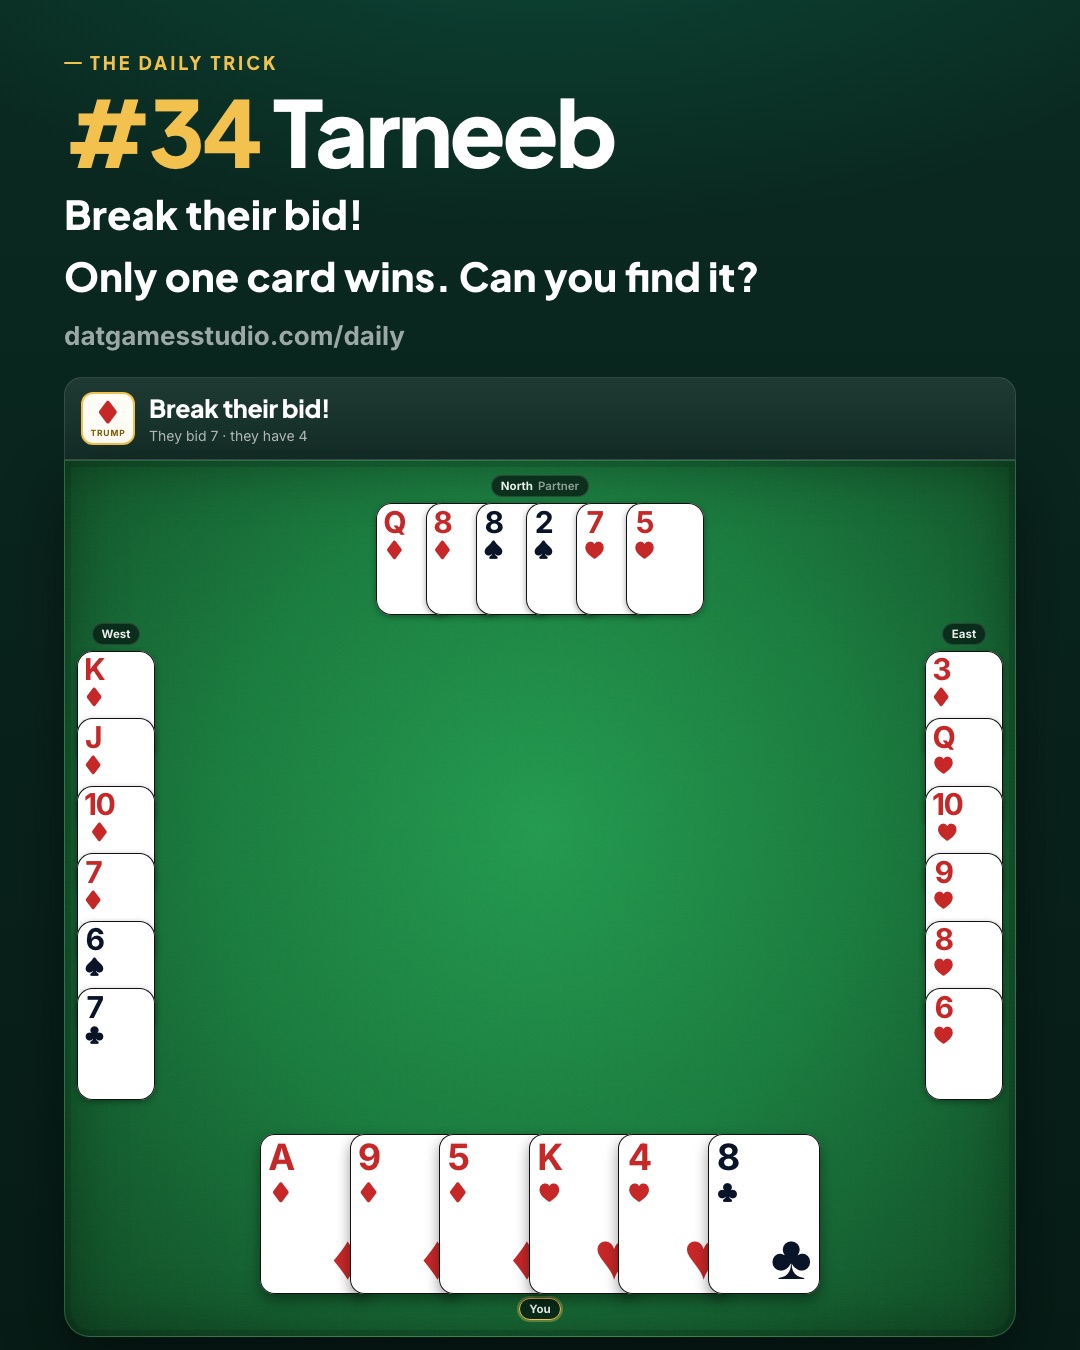 — THE DAILY TRICK
#34 Tarneeb
Break their bid!
Only one card wins. Can you find it?
datgamesstudio.com/daily
TRUMP
Break their bid!
They bid 7 · they have 4
North Partner
Q 8 8 2 7 5
West
K
J
10
7
6
7
East
3
Q
10
9
8
6
A 9 5 K 4 8
You